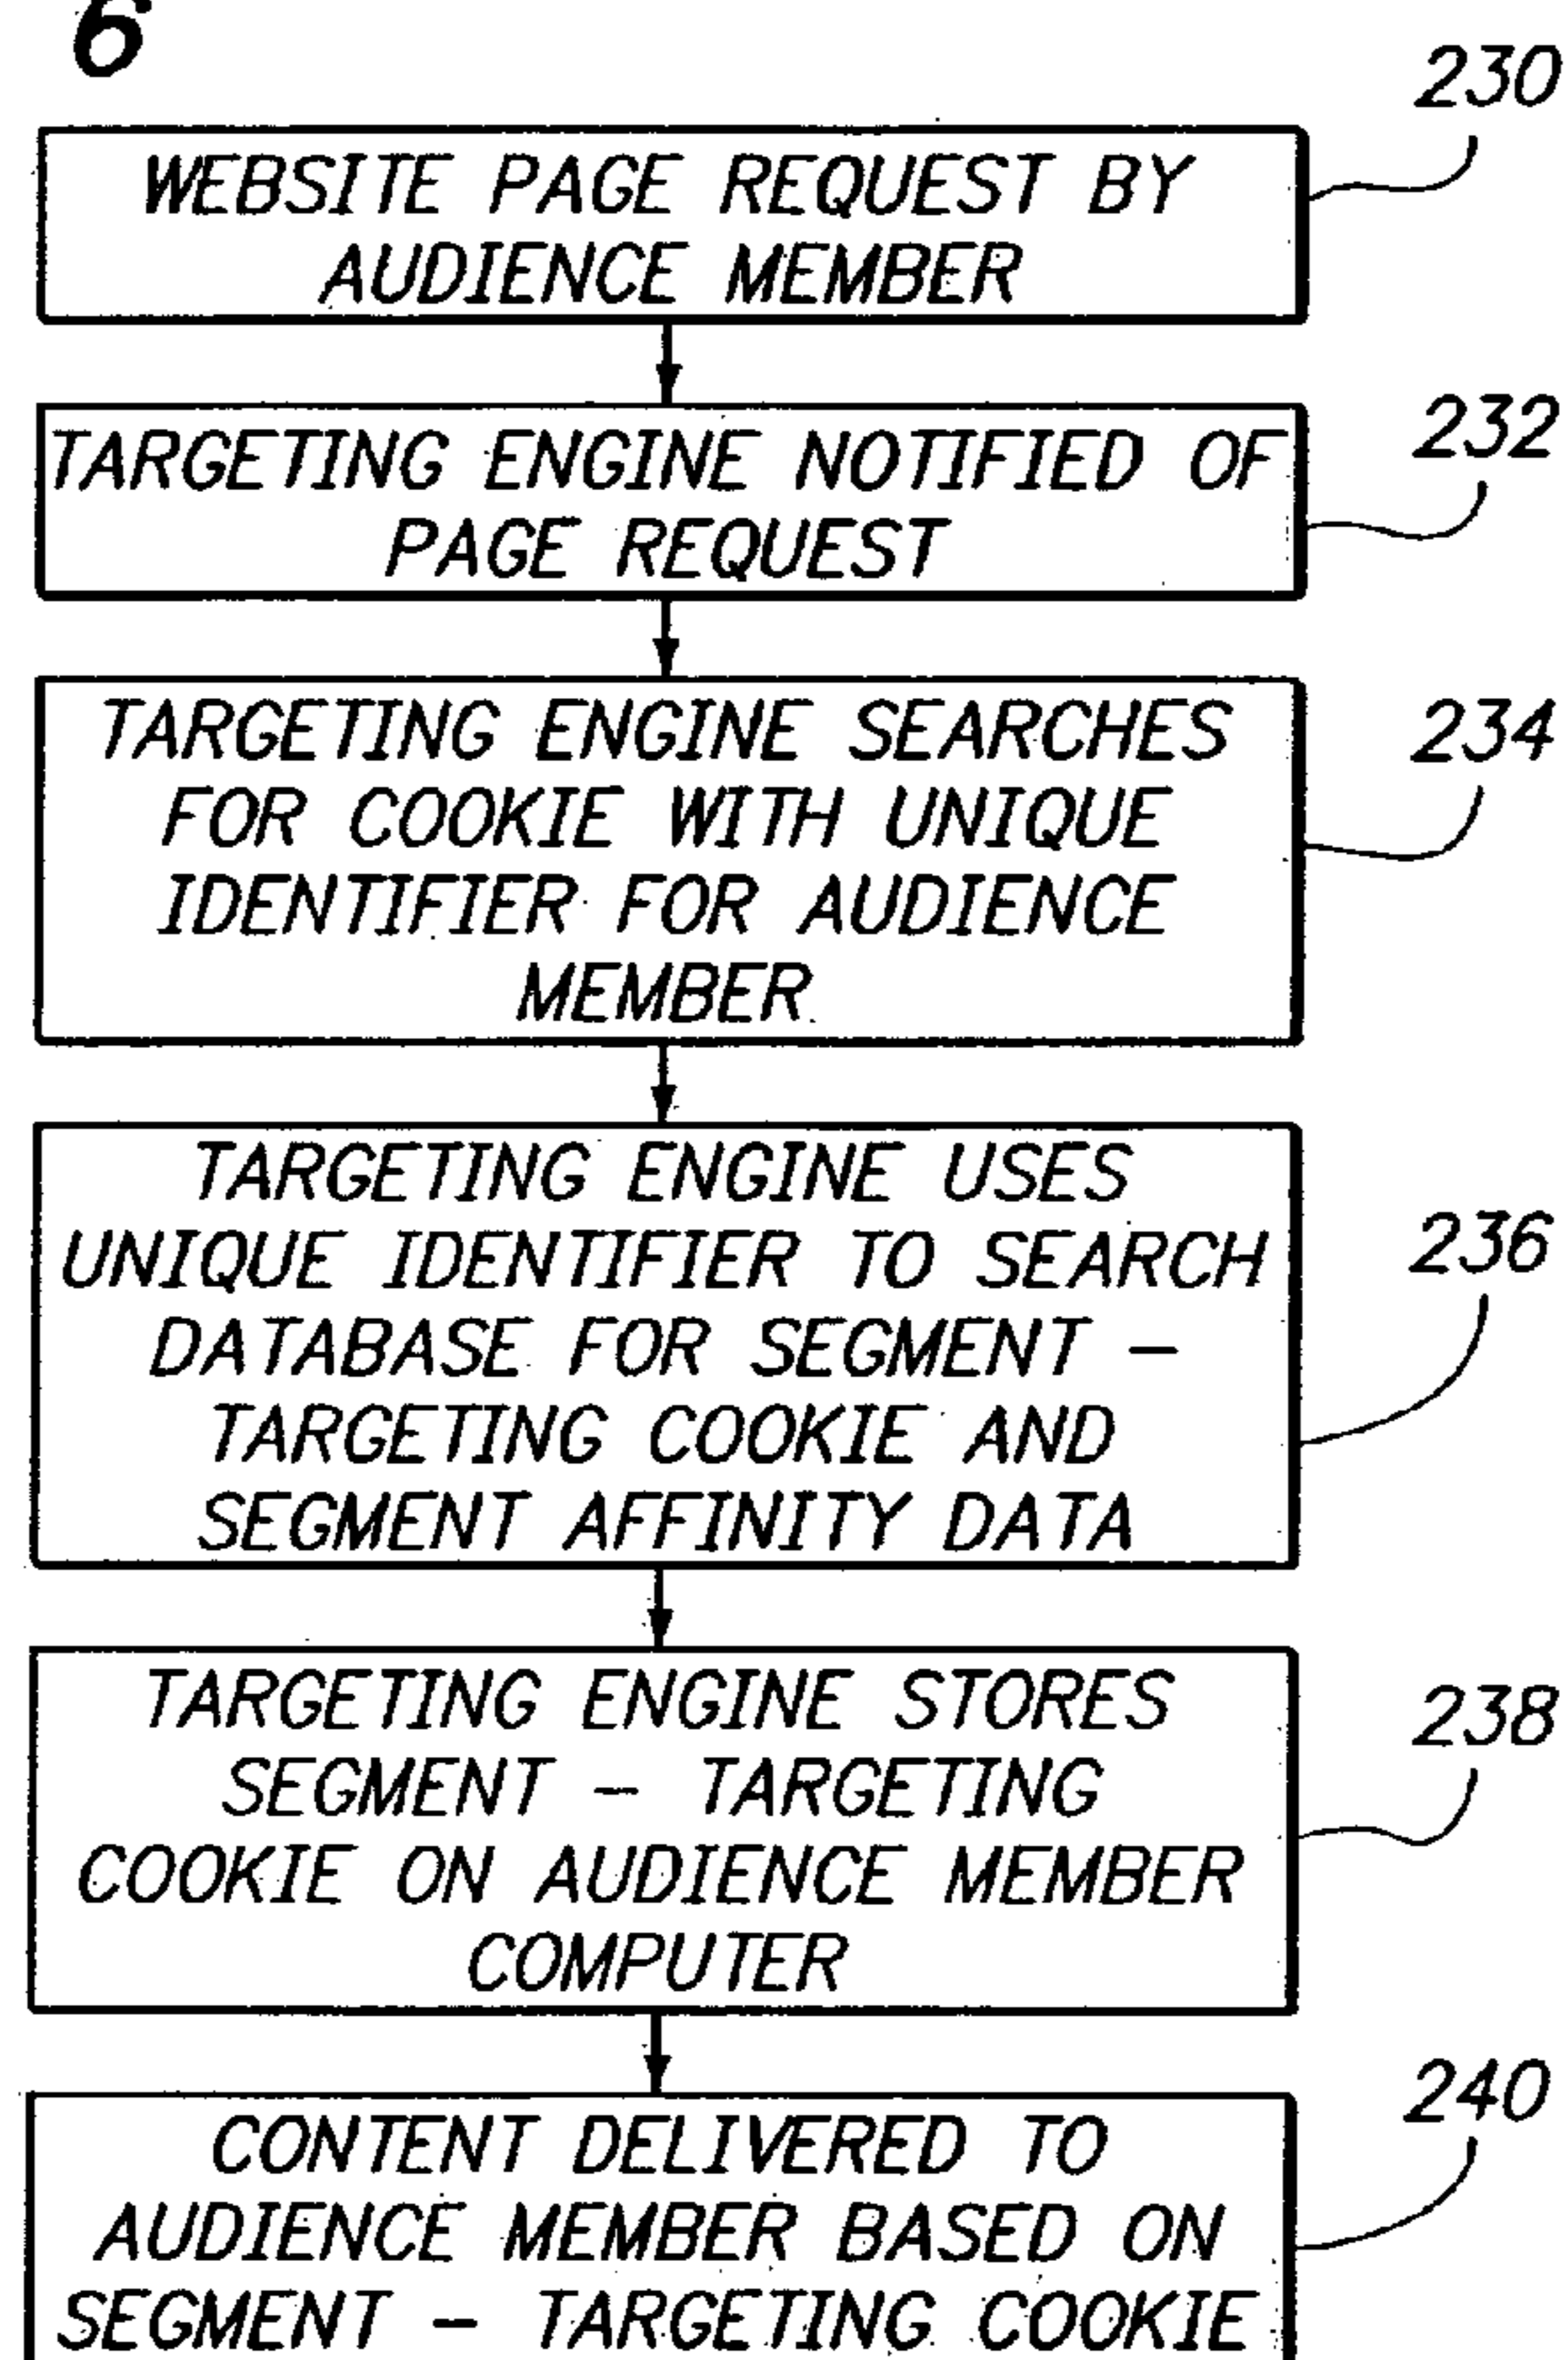 6
230
WEBSITE PAGE REQUEST BY
AUDIENCE MEMBER
232
TARGETING ENGINE NOTIFIED OF
PAGE REQUEST
234
TARGETING ENGINE SEARCHES
FOR COOKIE WITH UNIQUE
IDENTIFIER FOR AUDIENCE
MEMBER
236
TARGETING ENGINE USES
UNIQUE IDENTIFIER TO SEARCH
DATABASE FOR SEGMENT –
TARGETING COOKIE AND
SEGMENT AFFINITY DATA
238
TARGETING ENGINE STORES
SEGMENT – TARGETING
COOKIE ON AUDIENCE MEMBER
COMPUTER
240
CONTENT DELIVERED TO
AUDIENCE MEMBER BASED ON
SEGMENT – TARGETING COOKIE